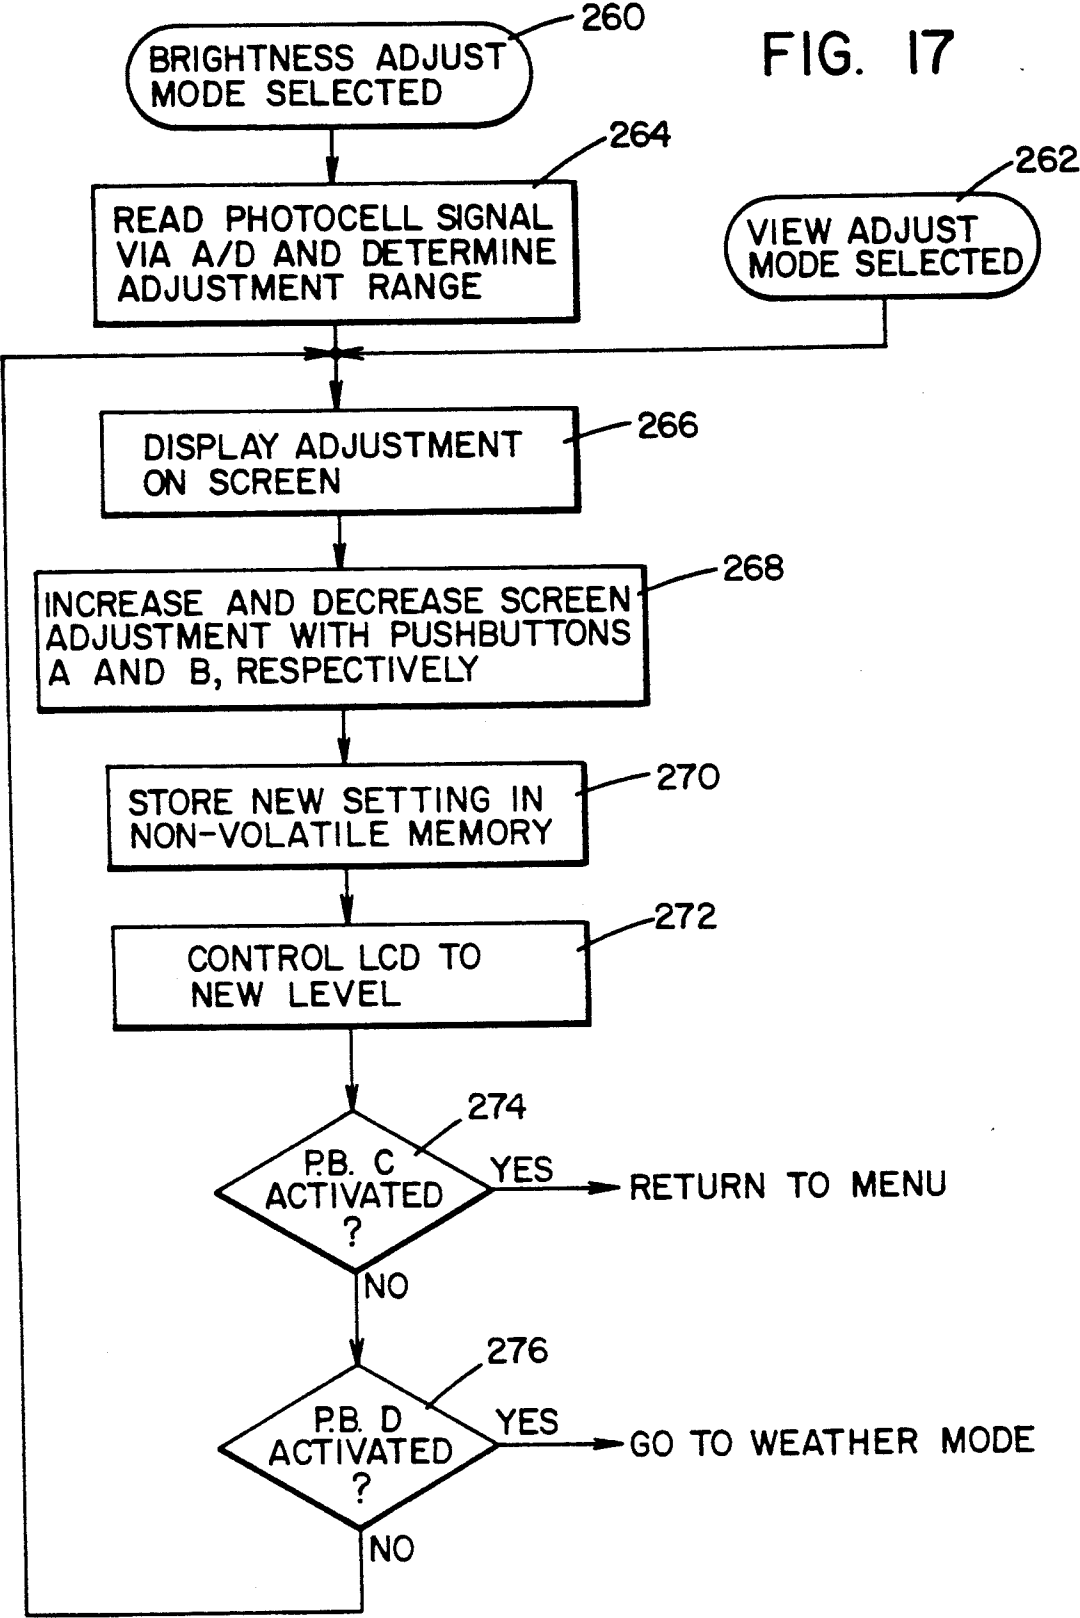 260
FIG. 17
BRIGHTNESS ADJUST
MODE SELECTED
264
262
READ PHOTOCELL SIGNAL
VIA A/D AND DETERMINE
ADJUSTMENT RANGE
VIEW ADJUST
MODE SELECTED
266
DISPLAY ADJUSTMENT
ON SCREEN
268
INCREASE AND DECREASE SCREEN
ADJUSTMENT WITH PUSHBUTTONS
A AND B, RESPECTIVELY
270
STORE NEW SETTING IN
NON-VOLATILE MEMORY
272
CONTROL LCD TO
NEW LEVEL
274
P.B. C
ACTIVATED
?
YES
RETURN TO MENU
NO
276
P.B. D
ACTIVATED
?
YES
GO TO WEATHER MODE
NO